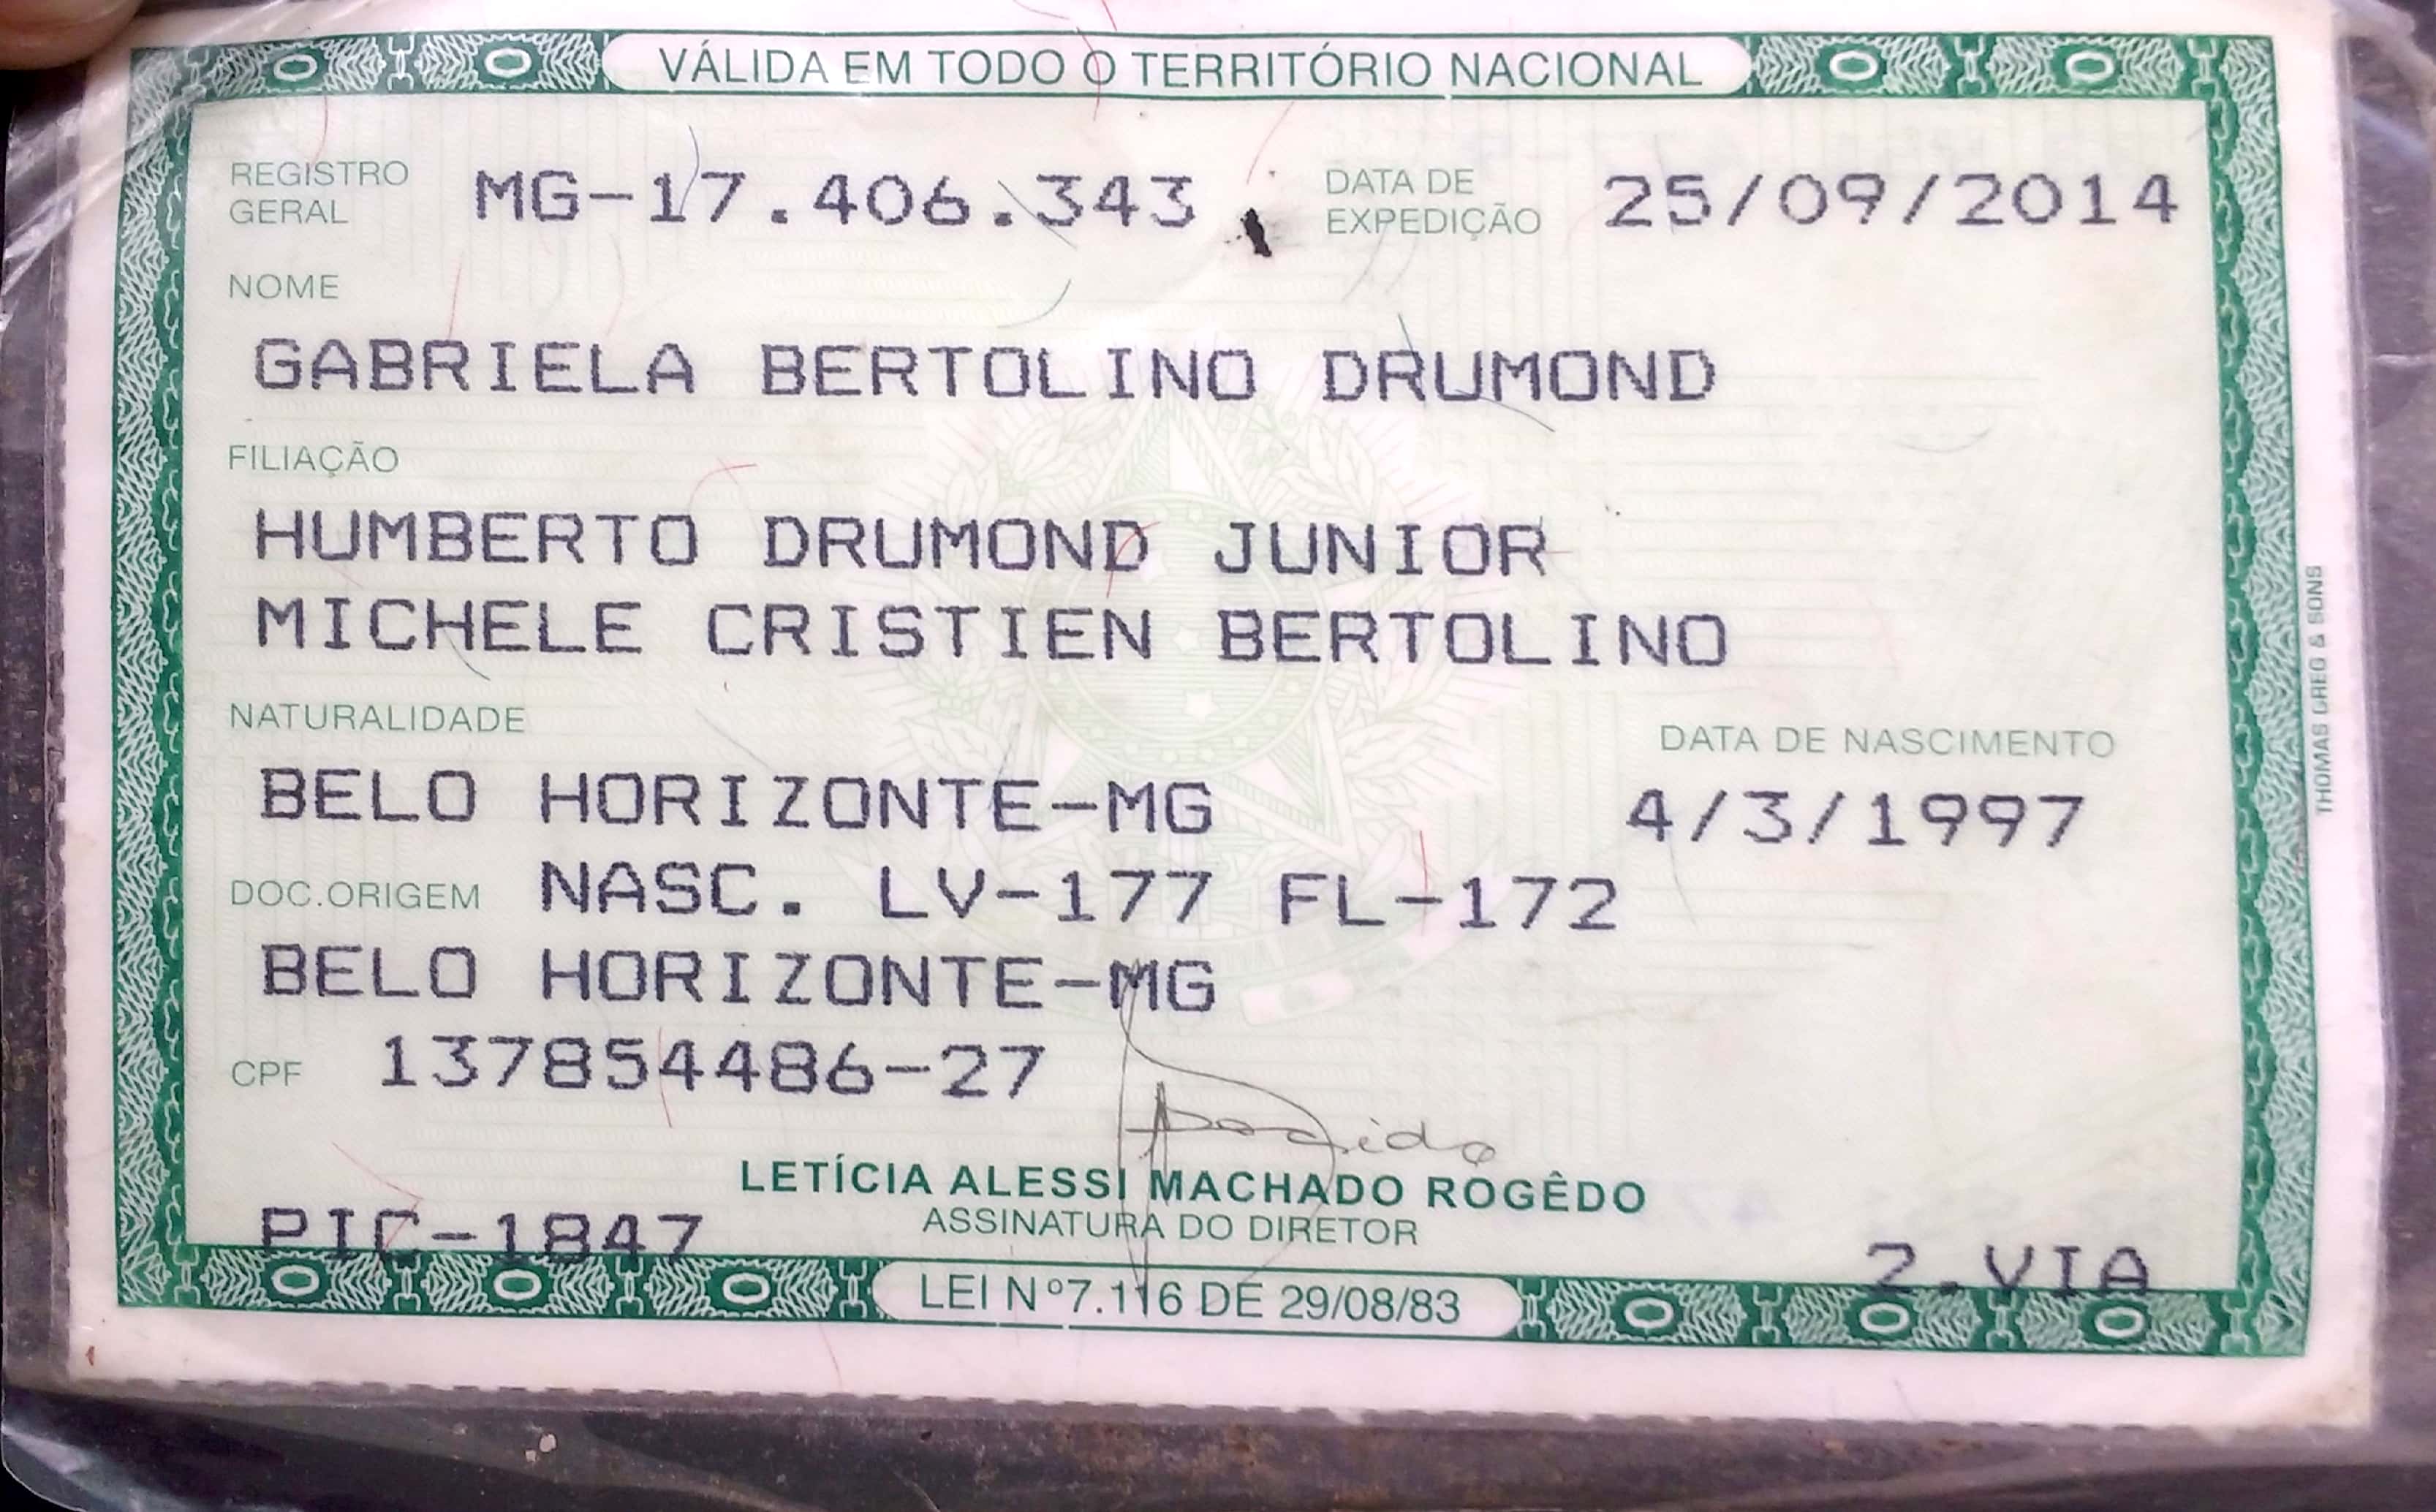 VÁLIDA EM TODO O TERRITÓRIO NACIONAL
REGISTRO GERAL MG-17.406.343 DATA DE EXPEDIÇÃO 25/09/2014
NOME
GABRIELA BERTOLINO DRUMOND
FILIAÇÃO
HUMBERTO DRUMOND JUNIOR
MICHELE CRISTIEN BERTOLINO
NATURALIDADE DATA DE NASCIMENTO
BELO HORIZONTE-MG 4/3/1997
DOC.ORIGEM NASC. LV-177 FL-172
BELO HORIZONTE-MG
CPF 137854486-27
LETÍCIA ALESSI MACHADO ROGÊDO
PIC-1847 ASSINATURA DO DIRETOR 2.VIA
LEI Nº7.116 DE 29/08/83
THOMAS GREG & SONS